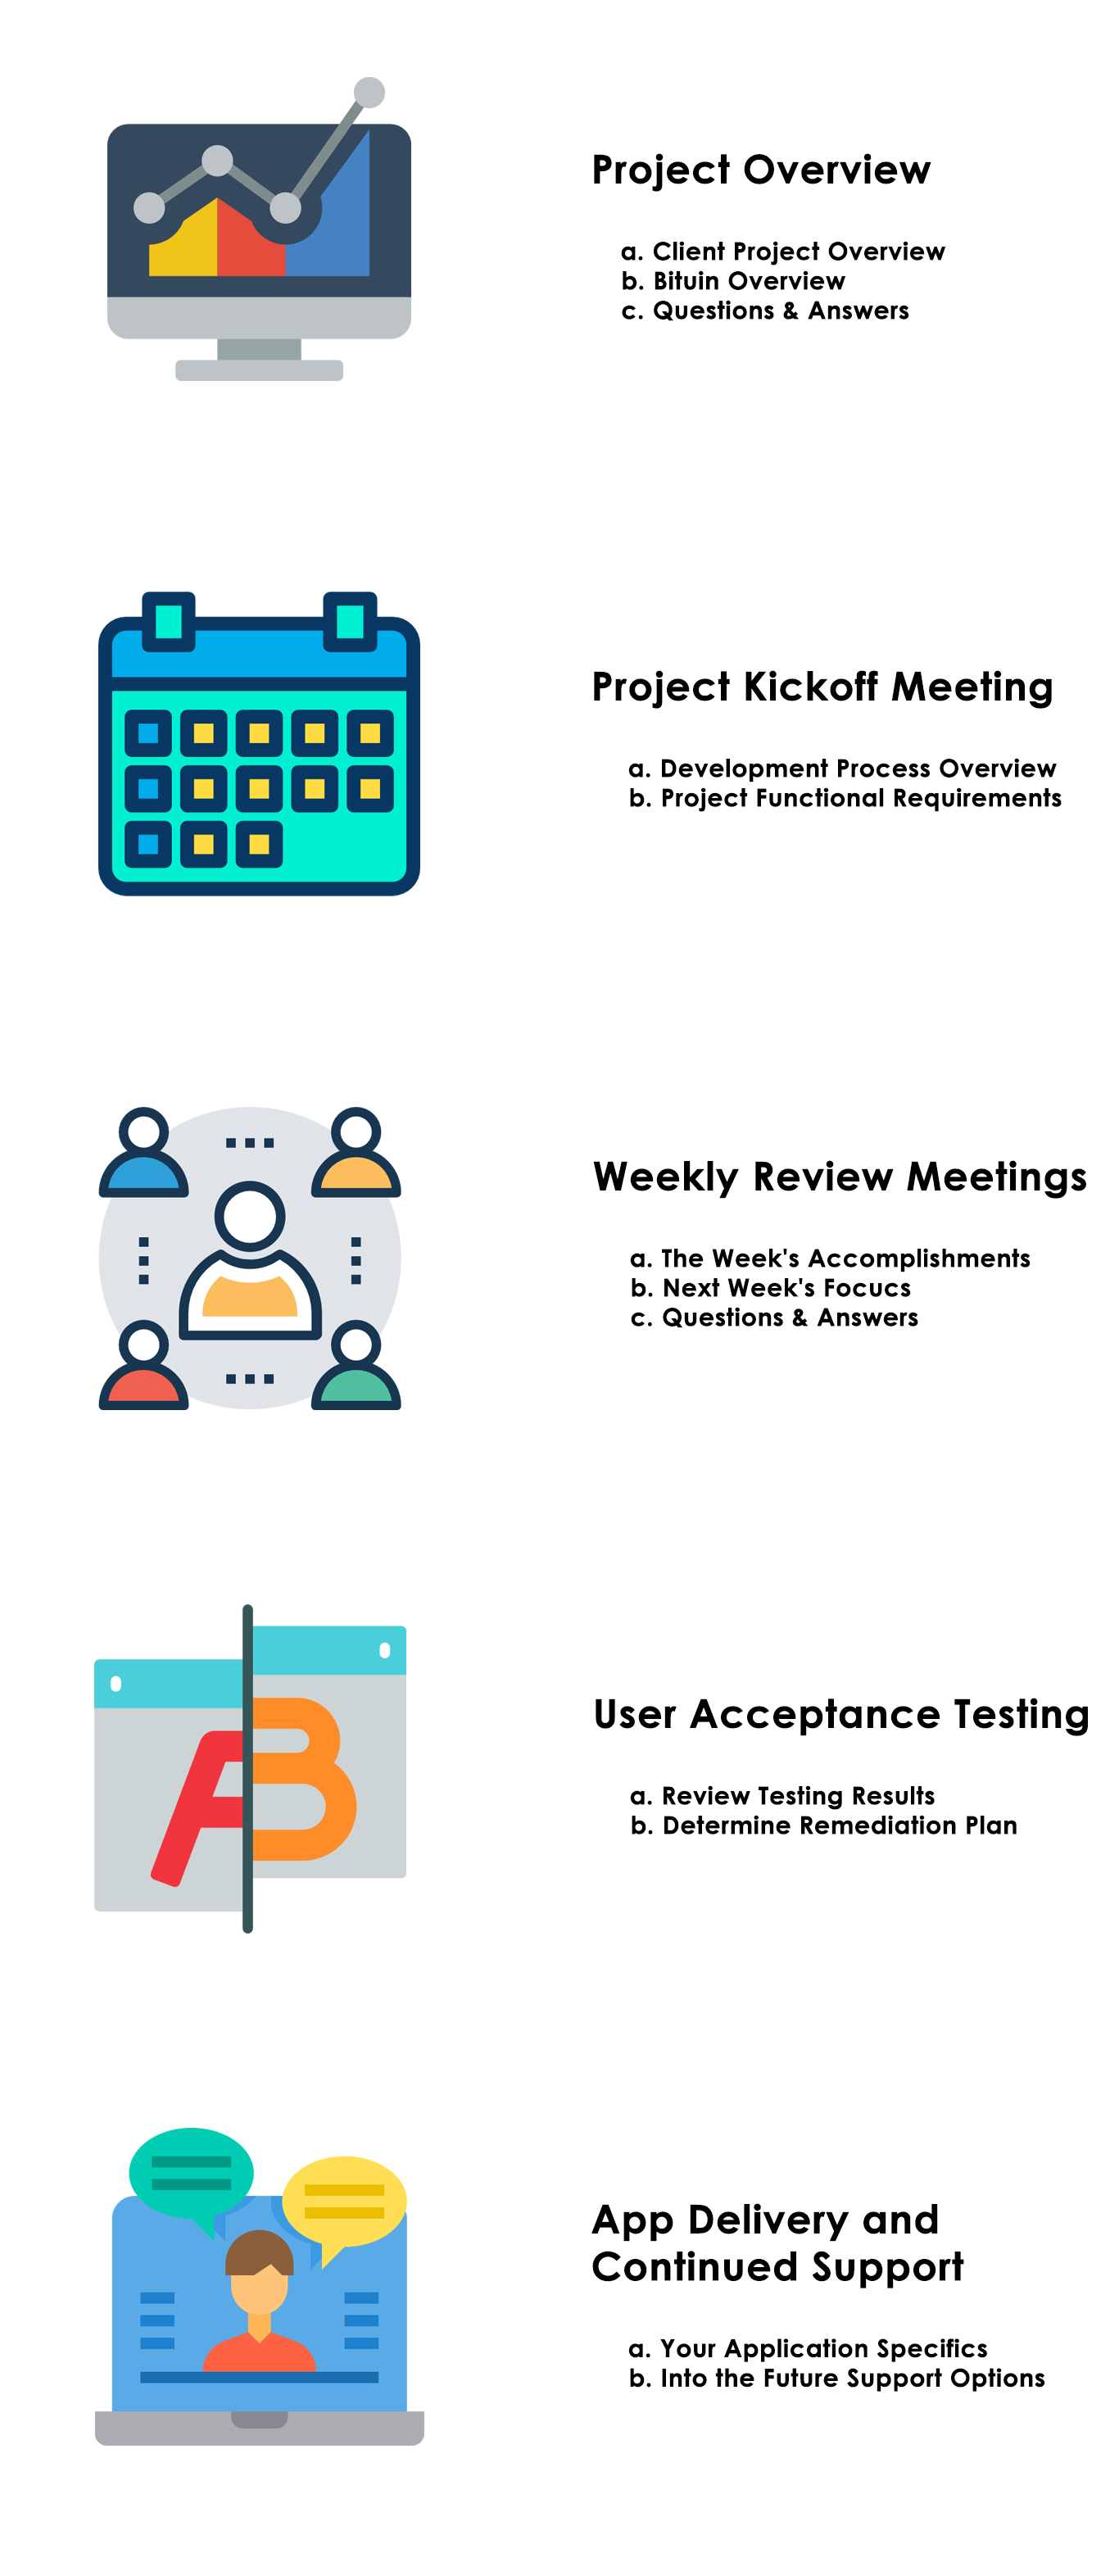 Project Overview
a. Client Project Overview
b. Bituin Overview
c. Questions & Answers
Project Kickoff Meeting
a. Development Process Overview
b. Project Functional Requirements
Weekly Review Meetings
a. The Week's Accomplishments
b. Next Week's Focucs
c. Questions & Answers
A B
User Acceptance Testing
a. Review Testing Results
b. Determine Remediation Plan
App Delivery and
Continued Support
a. Your Application Specifics
b. Into the Future Support Options